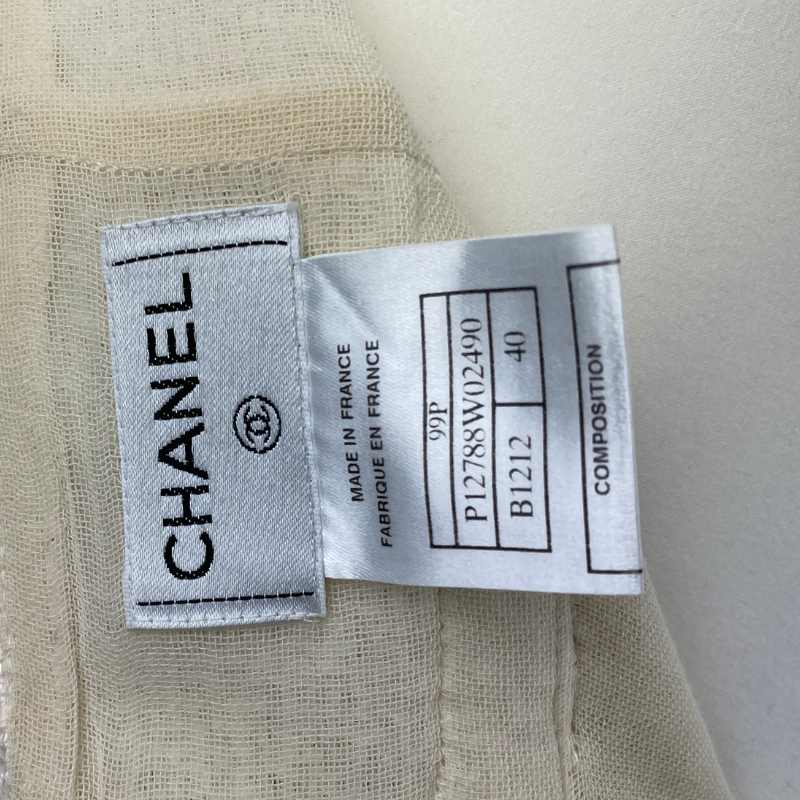 CHANEL
MADE IN FRANCE
FABRIQUE EN FRANCE
99P
P12788W02490
B1212 40
COMPOSITION